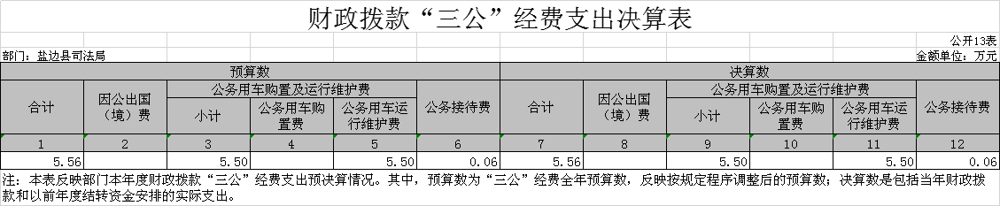 财政拨款“三公”经费支出决算表
公开13表
部门：盐边县司法局 金额单位：万元
预算数 决算数
合计 因公出国（境）费 公务用车购置及运行维护费 公务接待费 合计 因公出国（境）费 公务用车购置及运行维护费 公务接待费
小计 公务用车购置费 公务用车运行维护费 小计 公务用车购置费 公务用车运行维护费
1 2 3 4 5 6 7 8 9 10 11 12
5.56 5.50 5.50 0.06 5.56 5.50 5.50 0.06
注：本表反映部门本年度财政拨款“三公”经费支出预决算情况。其中，预算数为“三公”经费全年预算数，反映按规定程序调整后的预算数；决算数是包括当年财政拨
款和以前年度结转资金安排的实际支出。